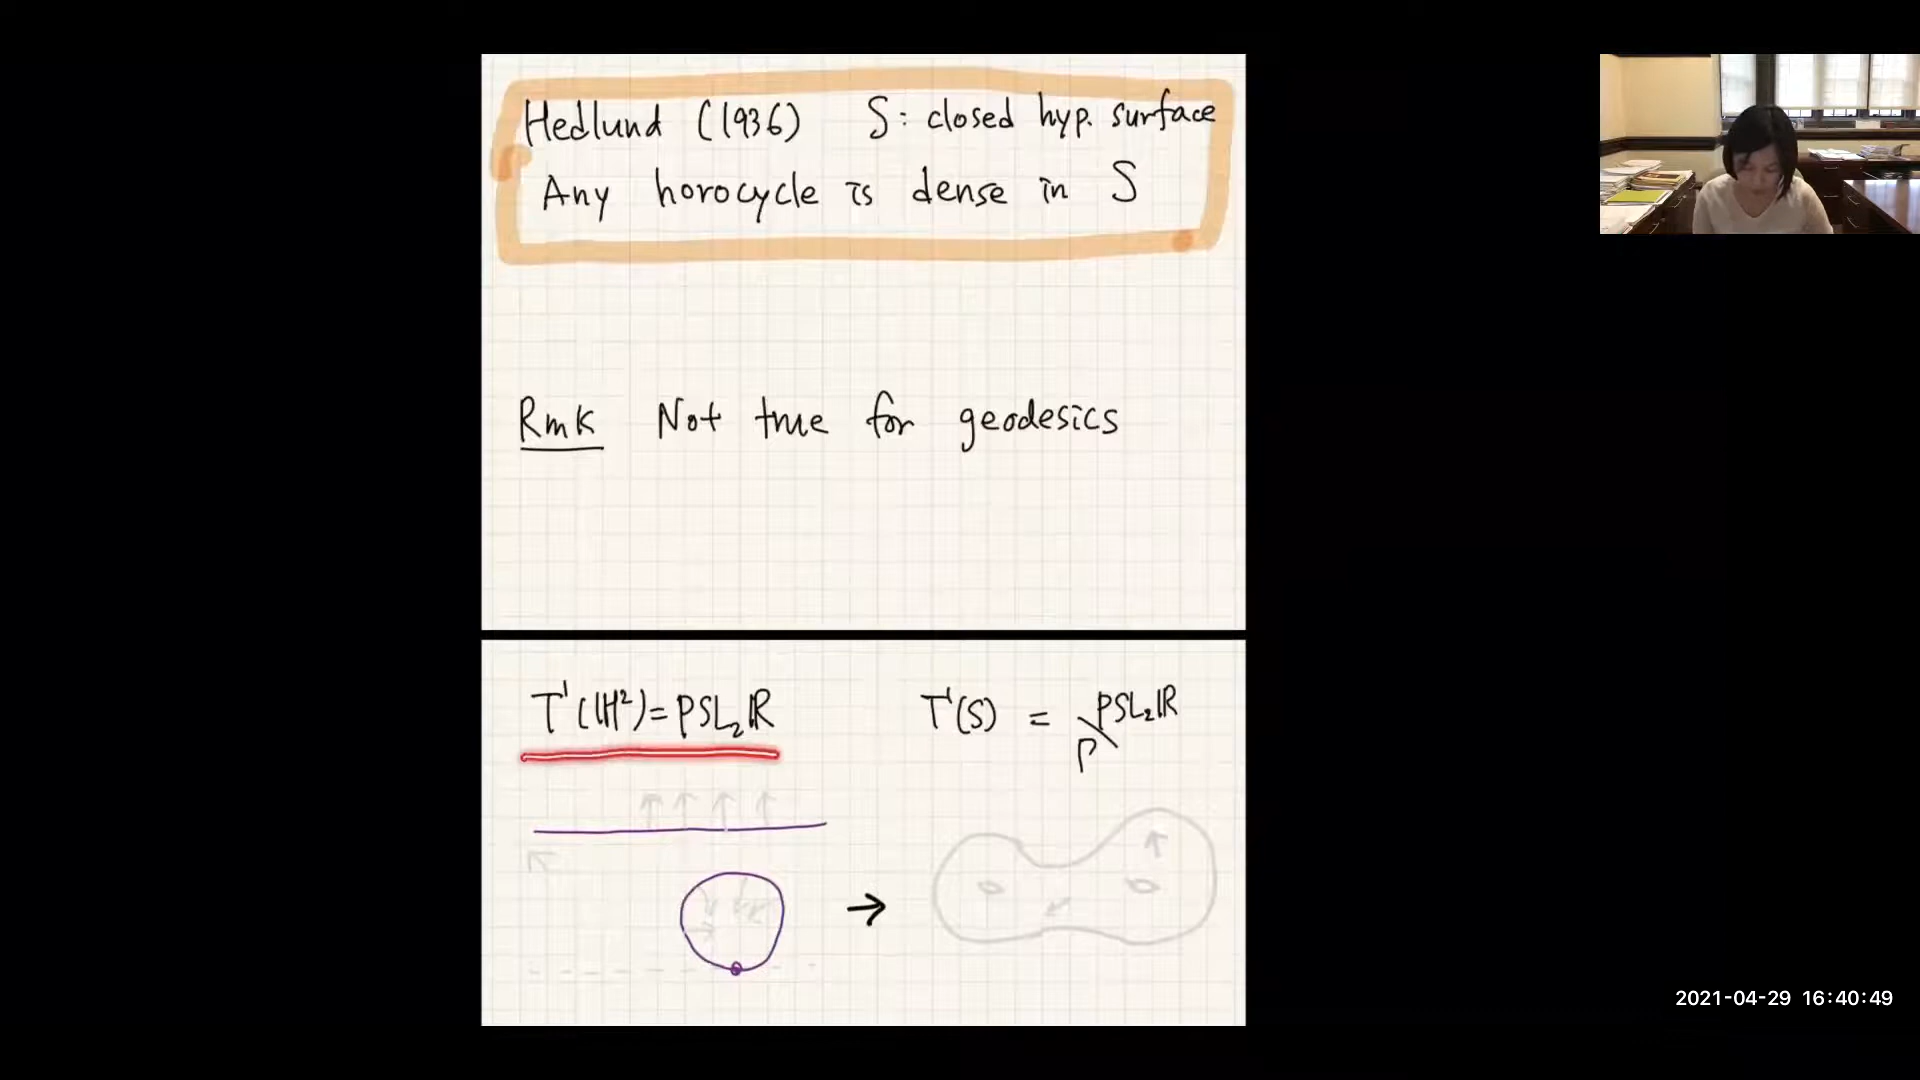 Hedlund (1936) S: closed hyp. surface
Any horocycle is dense in S
Rmk Not true for geodesics
T¹(ℍ²) = PSL₂ℝ
T¹(S) = Γ\PSL₂ℝ
2021-04-29 16:40:49